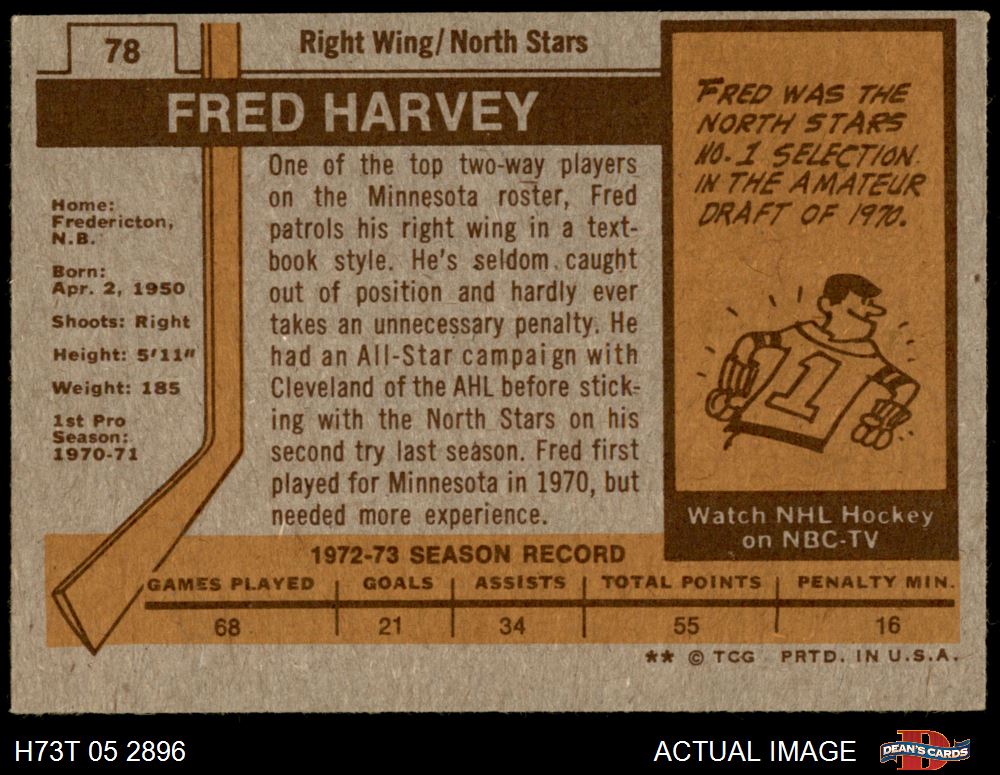 78
Right Wing/North Stars
FRED HARVEY
Home:
Fredericton,
N.B.
Born:
Apr. 2, 1950
Shoots: Right
Height: 5'11"
Weight: 185
1st Pro
Season:
1970-71
One of the top two-way players
on the Minnesota roster, Fred
patrols his right wing in a text-
book style. He's seldom caught
out of position and hardly ever
takes an unnecessary penalty. He
had an All-Star campaign with
Cleveland of the AHL before stick-
ing with the North Stars on his
second try last season. Fred first
played for Minnesota in 1970, but
needed more experience.
FRED WAS THE
NORTH STARS
NO. 1 SELECTION
IN THE AMATEUR
DRAFT OF 1970.
1
Watch NHL Hockey
on NBC-TV
1972-73 SEASON RECORD
GAMES PLAYED GOALS ASSISTS TOTAL POINTS PENALTY MIN.
68 21 34 55 16
** © TCG PRTD. IN U.S.A.
H73T 05 2896
ACTUAL IMAGE
D
DEAN'S CARDS